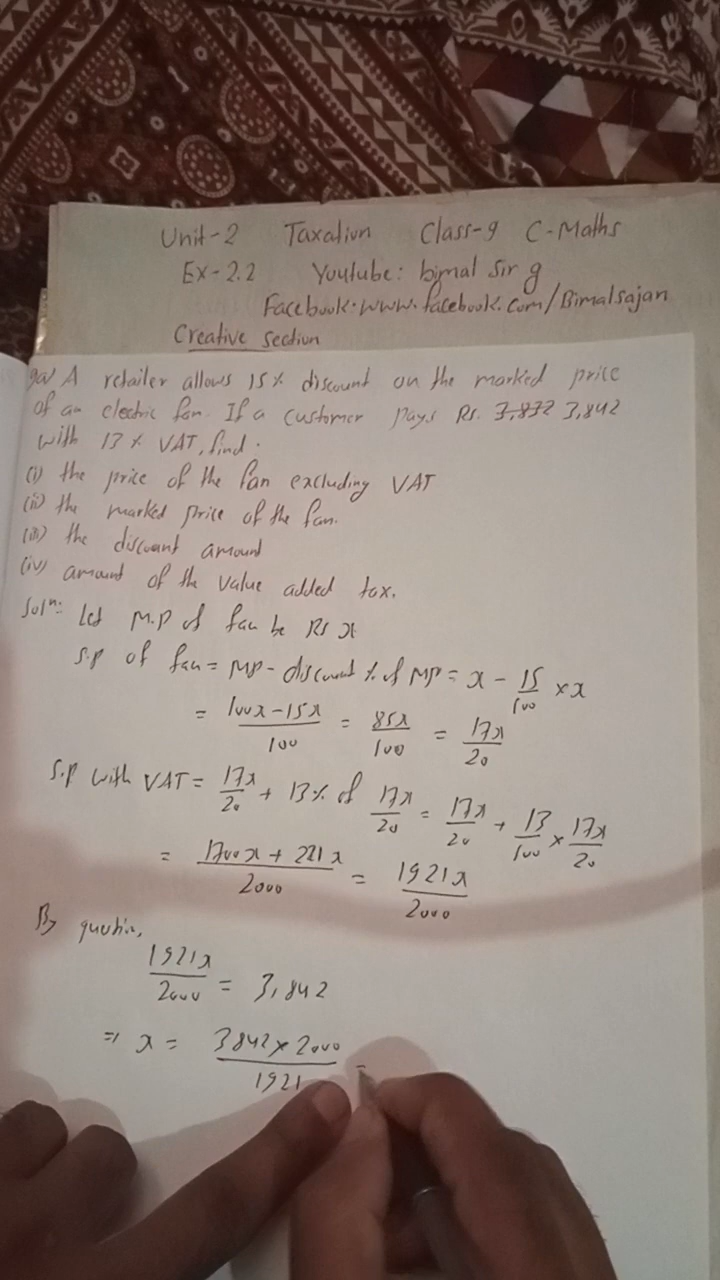 Unit-2 Taxation Class-9 C-Maths
Ex-2.2 Youtube: bimal sir g
Facebook:www.facebook.com/Bimalsajan
Creative section
9a) A retailer allows 15% discount on the marked price
of an electric fan. If a customer pays Rs. 3,832 3,842
with 13% VAT, find.
(i) the price of the fan excluding VAT
(ii) the marked price of the fan.
(iii) the discount amount
(iv) amount of the value added tax.
Solⁿ: Let M.P of fan be Rs x
S.P of fan = MP - discount % of MP = x - 15/100 × x
= 100x-15x/100 = 85x/100 = 17x/20
S.P with VAT = 17x/20 + 13% of 17x/20 = 17x/20 + 13/100 × 17x/20
= 1700x + 221x/2000 = 1921x/2000
By question,
1921x/2000 = 3,842
⇒ x = 3842×2000/1921 =